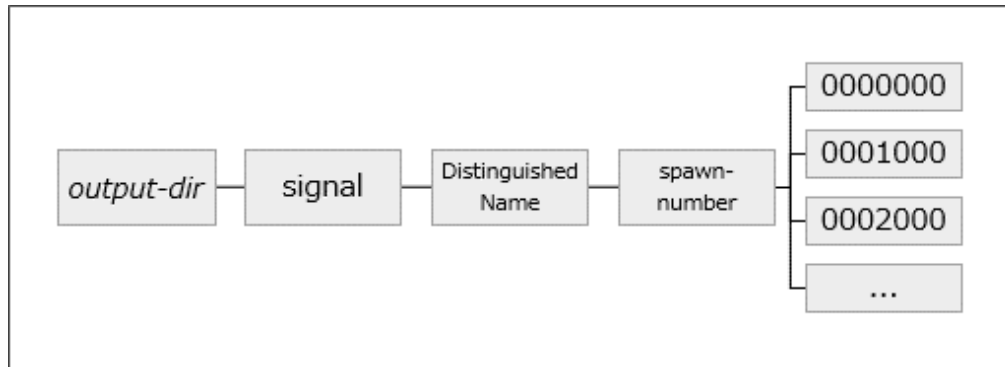 output-dir
signal
Distinguished
Name
spawn-
number
0000000
0001000
0002000
...